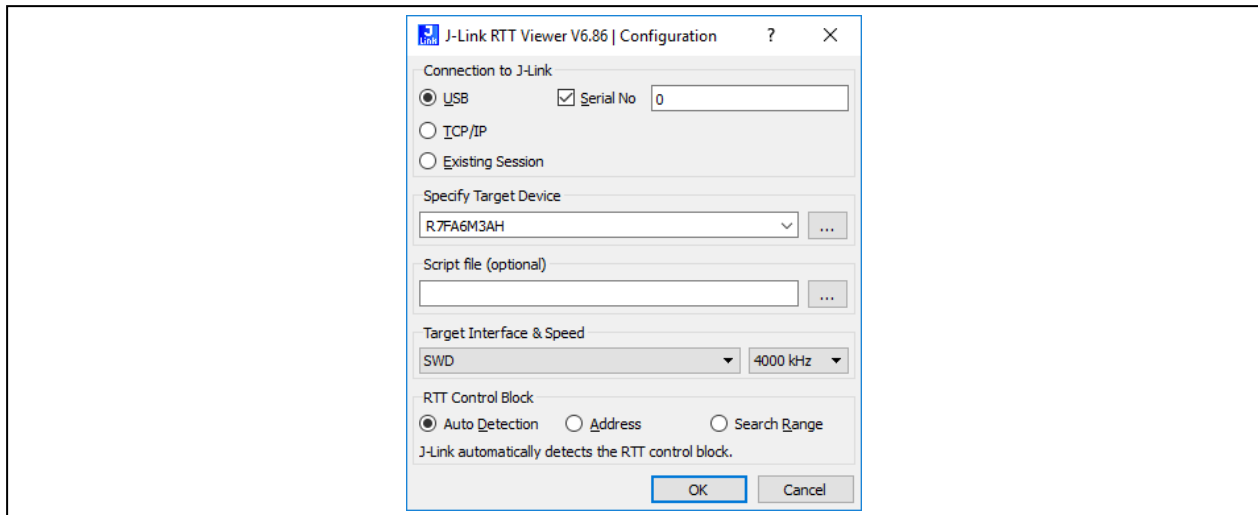 J-Link RTT Viewer V6.86 | Configuration ?
Connection to J-Link
USB Serial No 0
TCP/IP
Existing Session
Specify Target Device
R7FA6M3AH ...
Script file (optional)
...
Target Interface & Speed
SWD 4000 kHz
RTT Control Block
Auto Detection Address Search Range
J-Link automatically detects the RTT control block.
OK Cancel